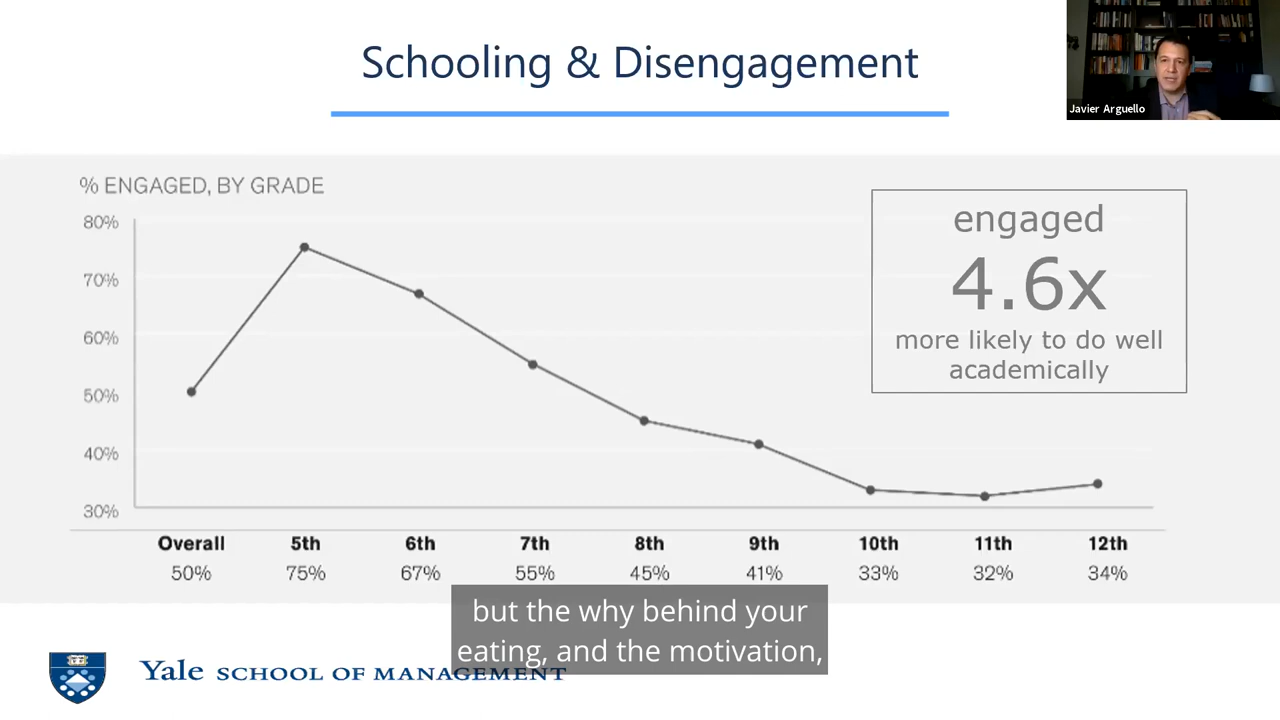 Schooling & Disengagement
Javier Arguello
% ENGAGED, BY GRADE
80%
70%
60%
50%
40%
30%
engaged
4.6x
more likely to do well
academically
Overall 5th 6th 7th 8th 9th 10th 11th 12th
50% 75% 67% 55% 45% 41% 33% 32% 34%
but the why behind your
eating, and the motivation,
Yale SCHOOL OF MANAGEMENT